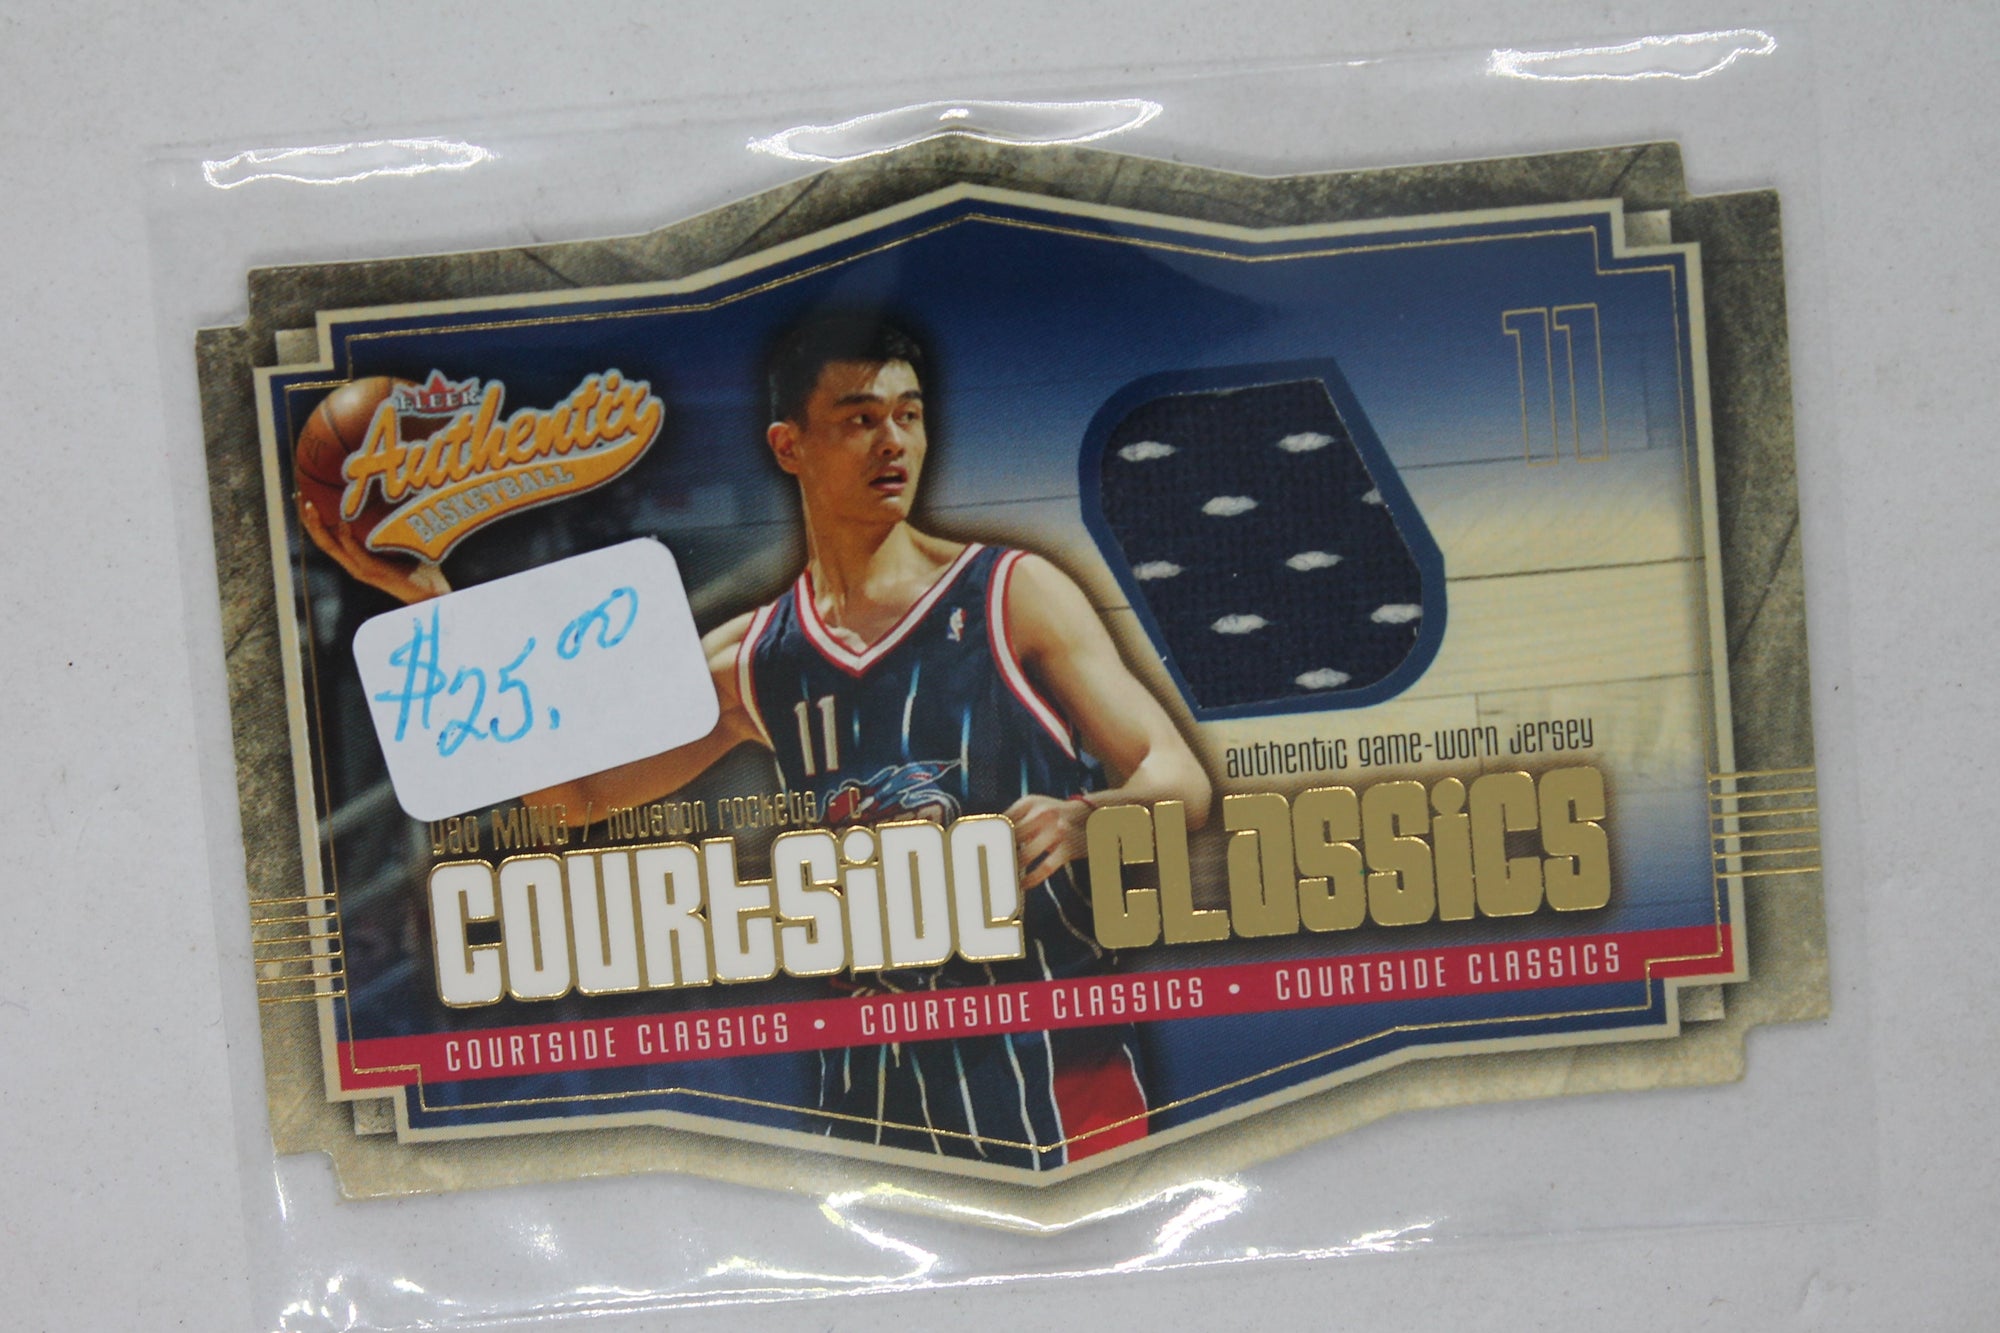 FLEER
Authentix
BASKETBALL
11
$25.00
11
authentic game-worn jersey
yao MING / houston rockets - C
COURTSIDE CLASSICS
COURTSIDE CLASSICS • COURTSIDE CLASSICS • COURTSIDE CLASSICS